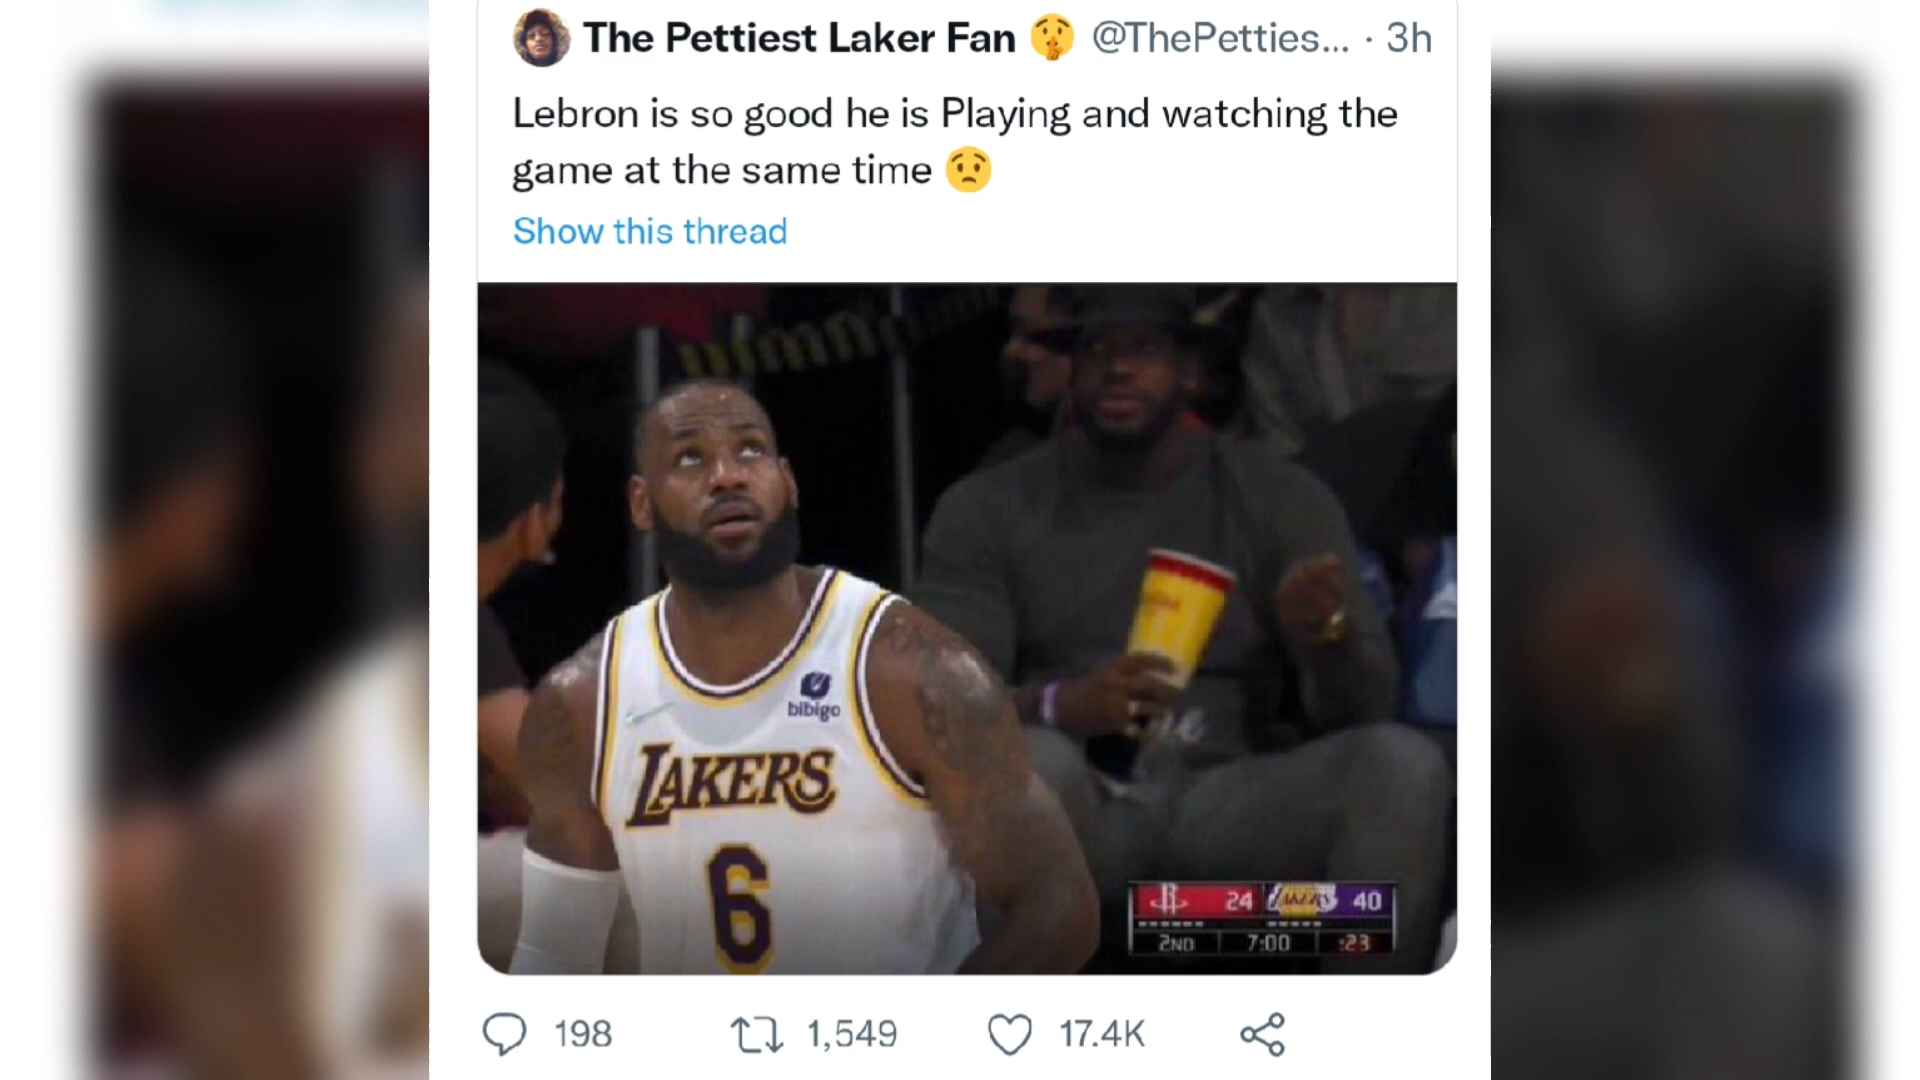 The Pettiest Laker Fan 🤫 @ThePetties... · 3h
Lebron is so good he is Playing and watching the
game at the same time 😟
Show this thread
bibigo
LAKERS
6
24 LAKERS 40
2ND 7:00 :23
198 1,549 17.4K